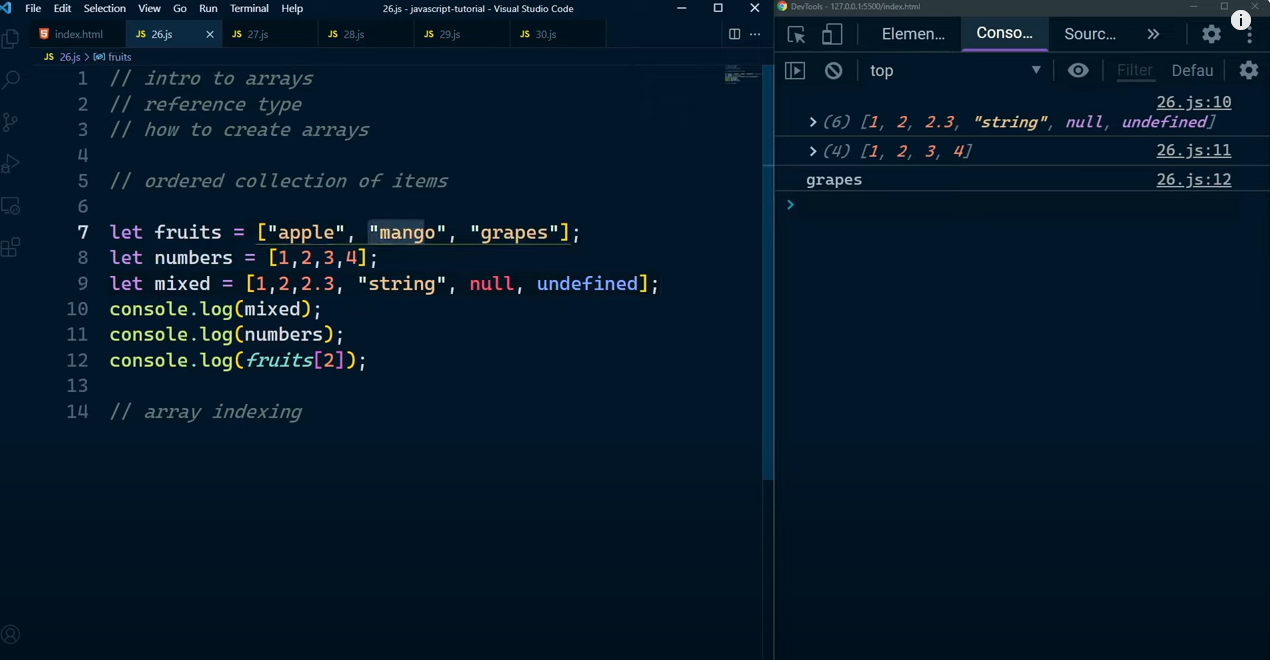 File Edit Selection View Go Run Terminal Help 26.js - javascript-tutorial - Visual Studio Code
index.html JS 26.js JS 27.js JS 28.js JS 29.js JS 30.js
JS 26.js > fruits
1 // intro to arrays
2 // reference type
3 // how to create arrays
4
5 // ordered collection of items
6
7 let fruits = ["apple", "mango", "grapes"];
8 let numbers = [1,2,3,4];
9 let mixed = [1,2,2.3, "string", null, undefined];
10 console.log(mixed);
11 console.log(numbers);
12 console.log(fruits[2]);
13
14 // array indexing
DevTools - 127.0.0.1:5500/index.html
Elemen... Conso... Sourc... »
top Filter Defau
26.js:10
(6) [1, 2, 2.3, "string", null, undefined]
(4) [1, 2, 3, 4] 26.js:11
grapes 26.js:12